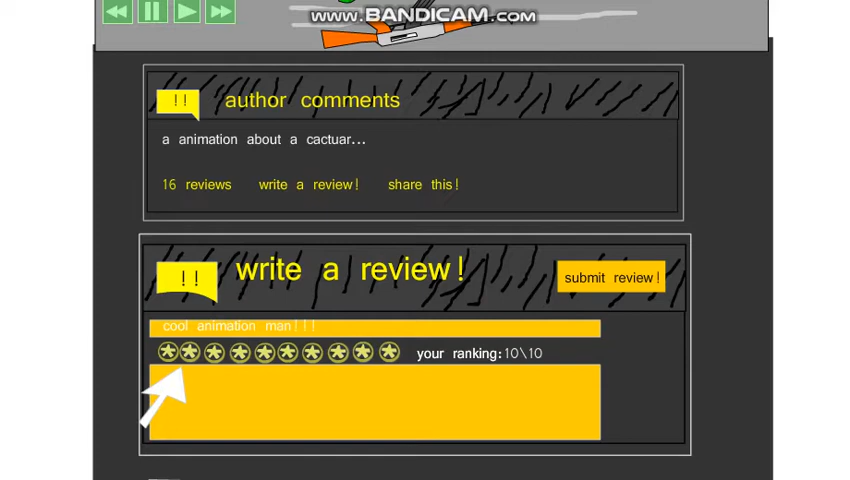 WWW.BANDICAM.COM
!! author comments
a animation about a cactuar...
16 reviews write a review! share this!
!! write a review! submit review!
cool animation man!!!
your ranking:10\10